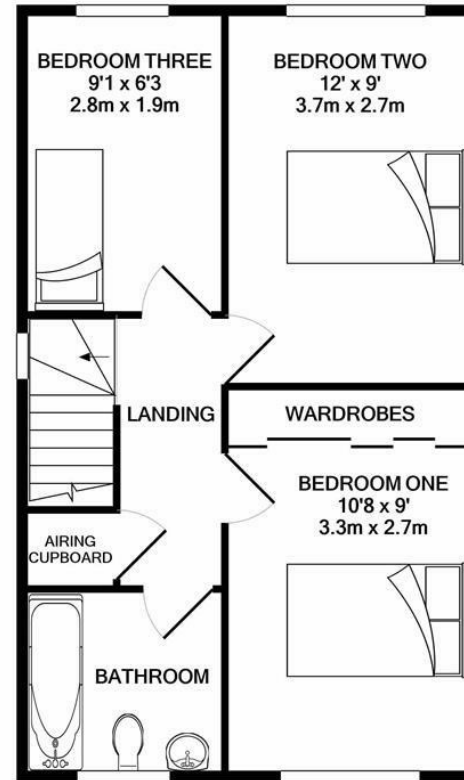 BEDROOM THREE
9'1 x 6'3
2.8m x 1.9m
BEDROOM TWO
12' x 9'
3.7m x 2.7m
LANDING
WARDROBES
BEDROOM ONE
10'8 x 9'
3.3m x 2.7m
AIRING
CUPBOARD
BATHROOM